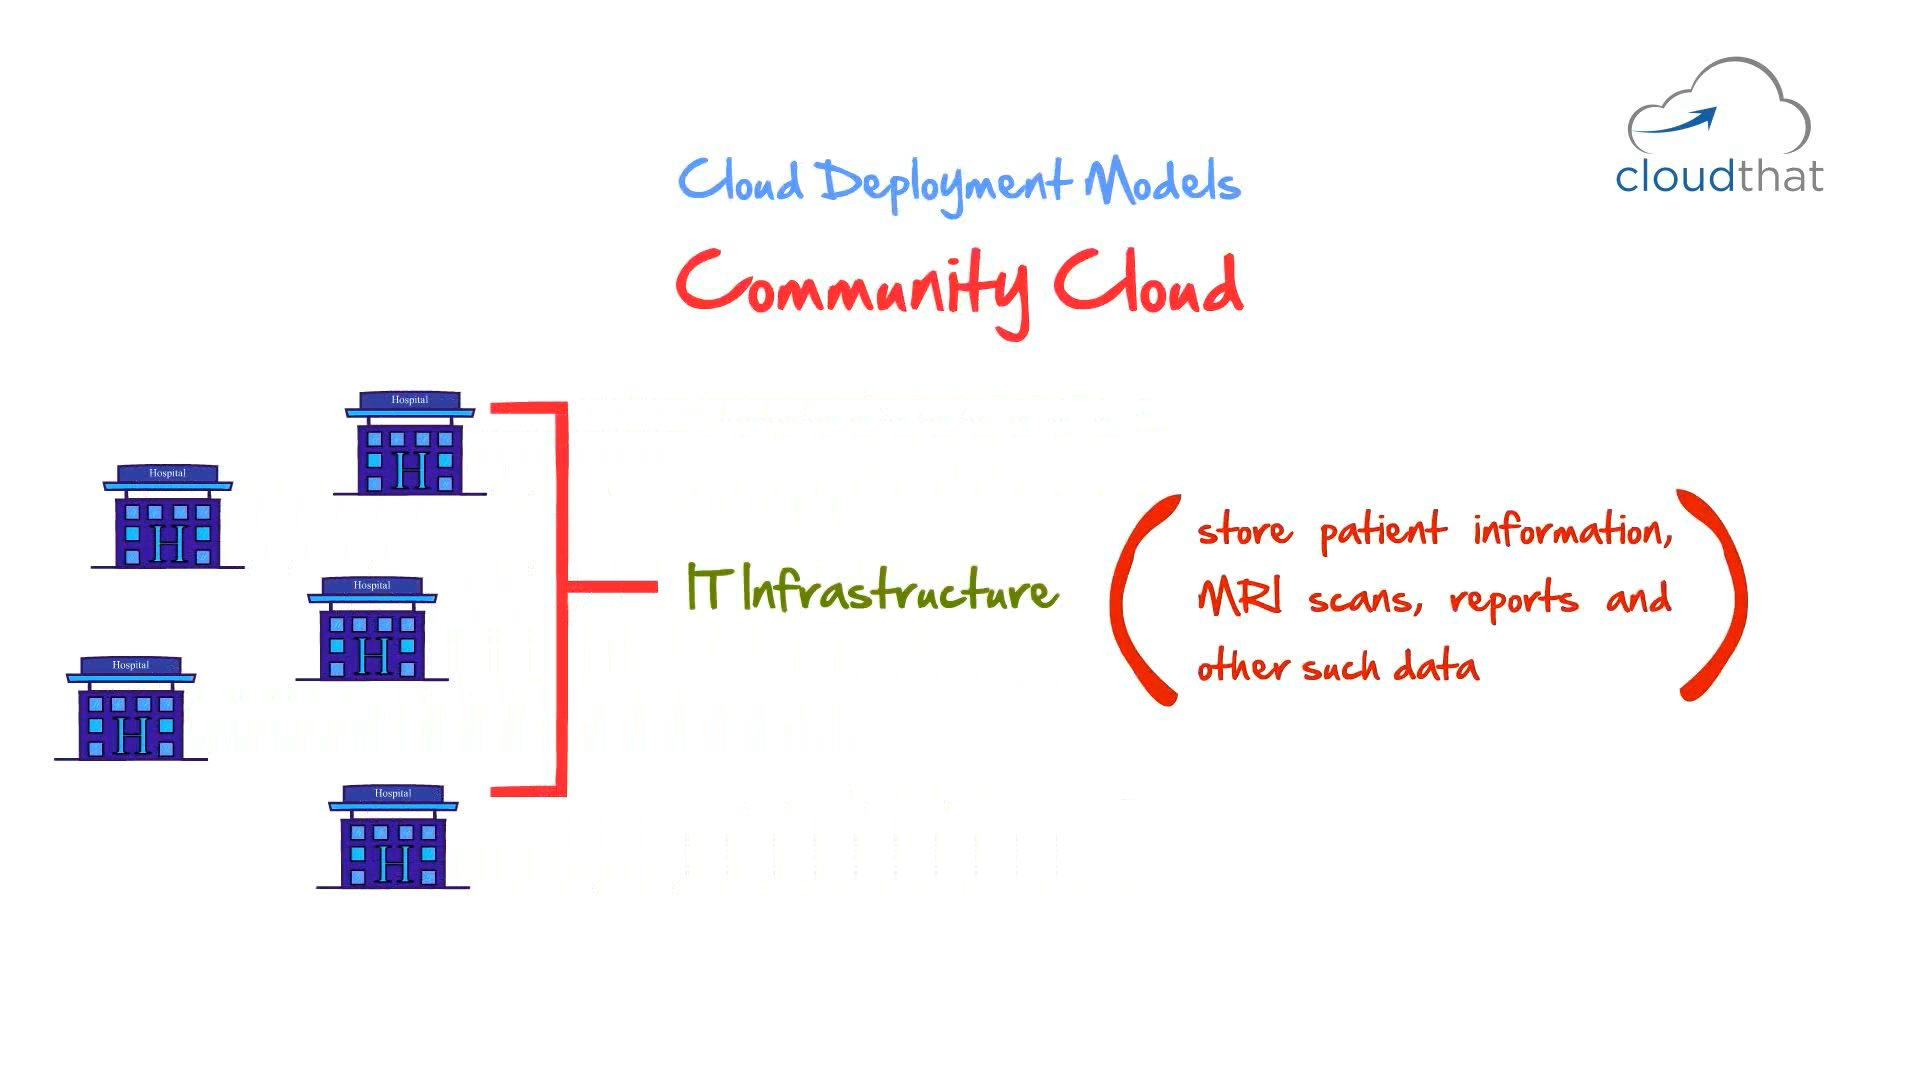 cloudthat
Cloud Deployment Models
Community Cloud
Hospital
H
Hospital
H
Hospital
H
Hospital
H
Hospital
H
IT Infrastructure
store patient information,
MRI scans, reports and
other such data